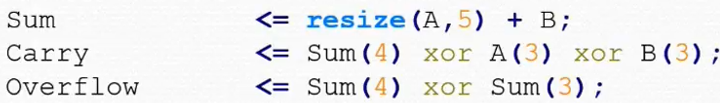 Sum <= resize(A,5) + B;
Carry <= Sum(4) xor A(3) xor B(3);
Overflow <= Sum(4) xor Sum(3);